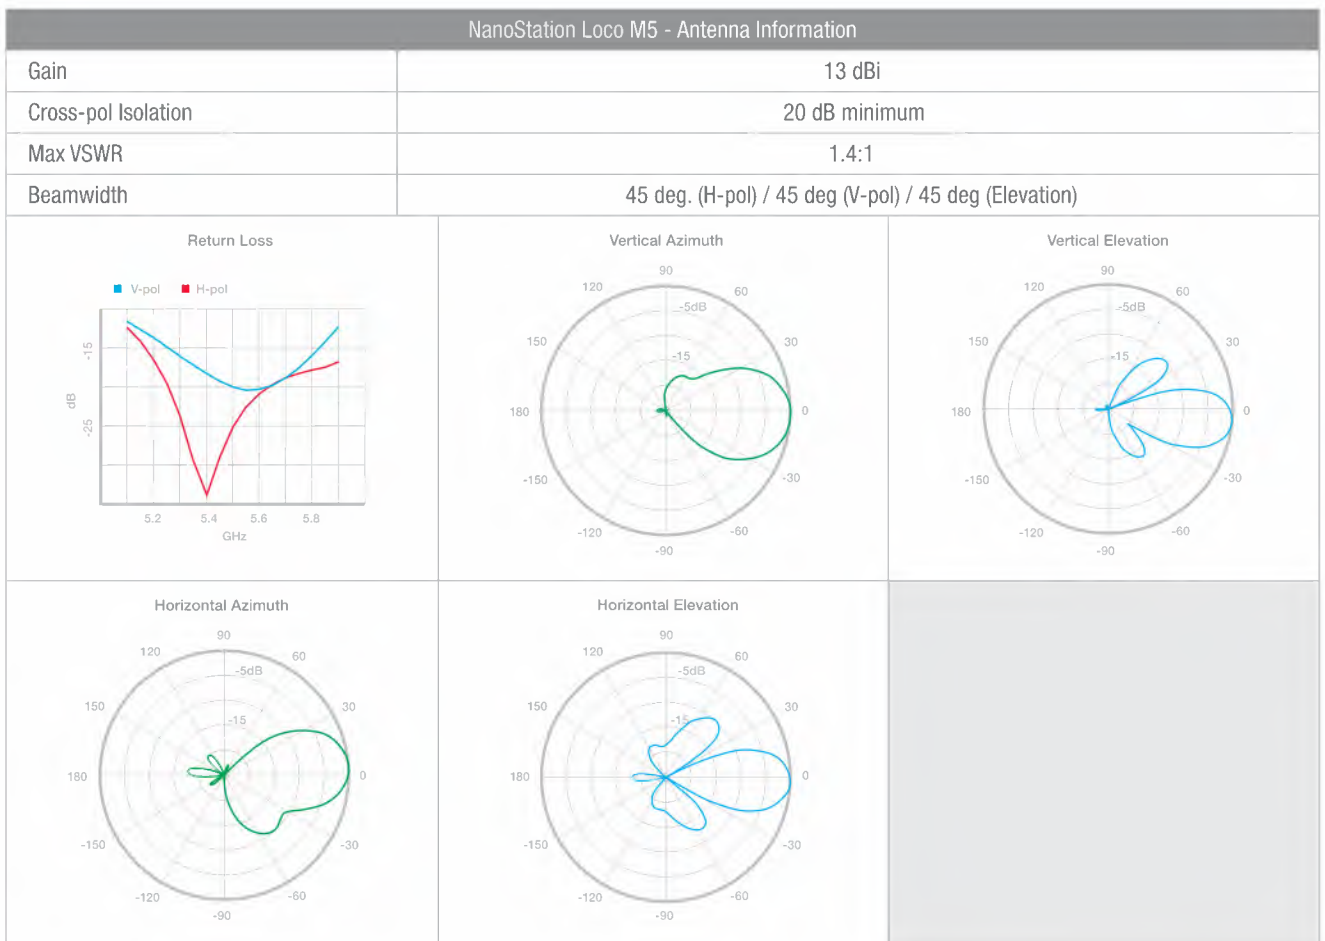 NanoStation Loco M5 - Antenna Information
Gain 13 dBi
Cross-pol Isolation 20 dB minimum
Max VSWR 1.4:1
Beamwidth 45 deg. (H-pol) / 45 deg (V-pol) / 45 deg (Elevation)
Return Loss
V-pol H-pol
-15
dB
-25
5.2 5.4 5.6 5.8
GHz
Vertical Azimuth
90
120 60
-5dB
150 30
-15
180 0
-150 -30
-120 -60
-90
Vertical Elevation
90
120 60
-5dB
150 30
-15
180 0
-150 -30
-120 -60
-90
Horizontal Azimuth
90
120 60
-5dB
150 30
-15
180 0
-150 -30
-120 -60
-90
Horizontal Elevation
90
120 60
-5dB
150 30
-15
180 0
-150 -30
-120 -60
-90